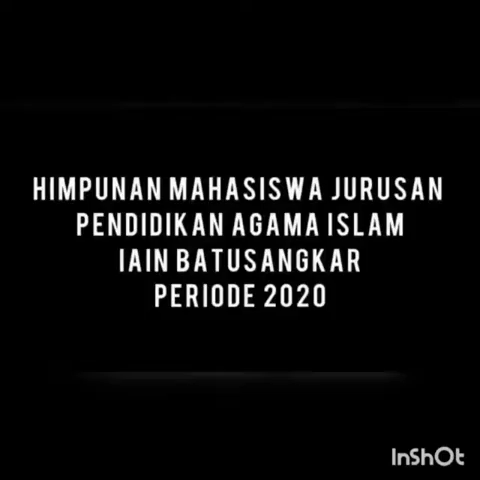 HIMPUNAN MAHASISWA JURUSAN
PENDIDIKAN AGAMA ISLAM
IAIN BATUSANGKAR
PERIODE 2020
InShOt